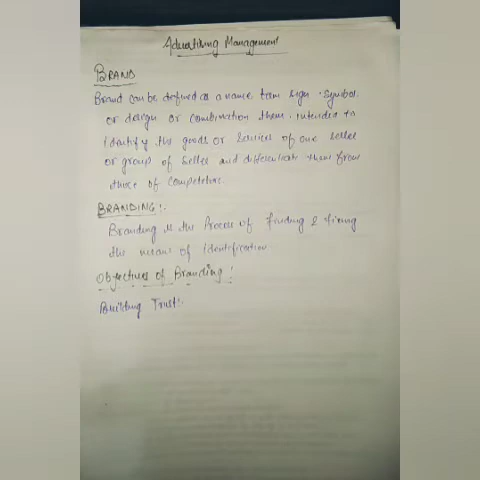 Advertising Management
BRAND
Brand can be defined as a name term sign, symbol.
or design or combination them. intended to
identify the goods or services of one seller
or group of seller and differentiate them from
those of competetors.
BRANDING:.
Branding is the Process of finding & fixing
the means of identification
Objectives of Branding:
Building Trust:.